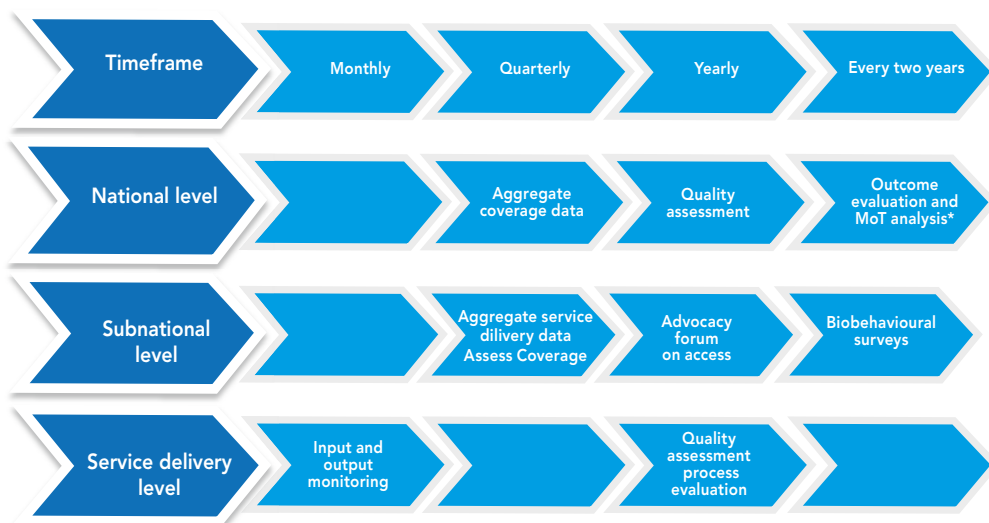 Timeframe
Monthly
Quarterly
Yearly
Every two years
National level
Aggregate
coverage data
Quality
assessment
Outcome
evaluation and
MoT analysis*
Subnational
level
Aggregate service
dilivery data
Assess Coverage
Advocacy
forum
on access
Biobehavioural
surveys
Service delivery
level
Input and
output
monitoring
Quality
assessment
process
evaluation